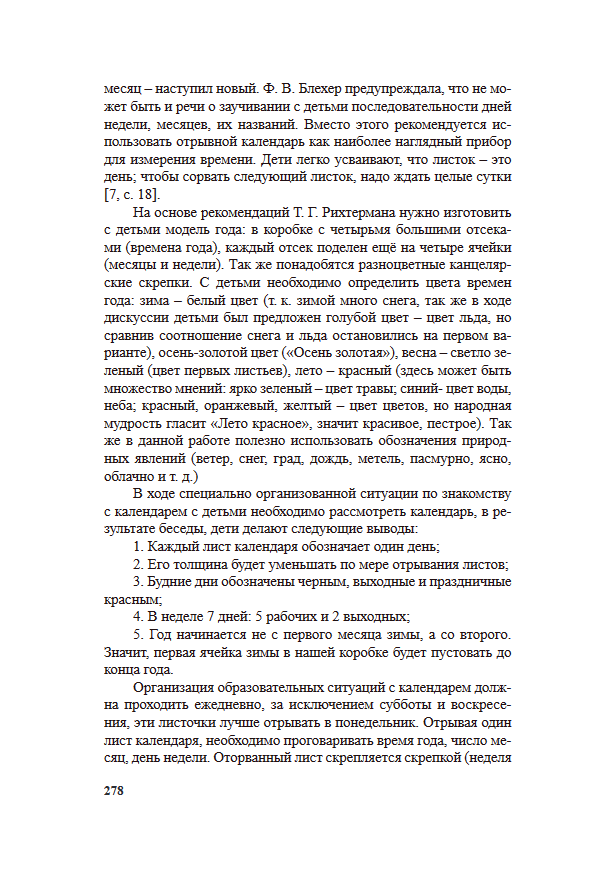 месяц – наступил новый. Ф. В. Блехер предупреждала, что не мо-
жет быть и речи о заучивании с детьми последовательности дней
недели, месяцев, их названий. Вместо этого рекомендуется ис-
пользовать отрывной календарь как наиболее наглядный прибор
для измерения времени. Дети легко усваивают, что листок – это
день; чтобы сорвать следующий листок, надо ждать целые сутки
[7, с. 18].
На основе рекомендаций Т. Г. Рихтермана нужно изготовить
с детьми модель года: в коробке с четырьмя большими отсека-
ми (времена года), каждый отсек поделен ещё на четыре ячейки
(месяцы и недели). Так же понадобятся разноцветные канцеляр-
ские скрепки. С детьми необходимо определить цвета времен
года: зима – белый цвет (т. к. зимой много снега, так же в ходе
дискуссии детьми был предложен голубой цвет – цвет льда, но
сравнив соотношение снега и льда остановились на первом ва-
рианте), осень-золотой цвет («Осень золотая»), весна – светло зе-
леный (цвет первых листьев), лето – красный (здесь может быть
множество мнений: ярко зеленый – цвет травы; синий- цвет воды,
неба; красный, оранжевый, желтый – цвет цветов, но народная
мудрость гласит «Лето красное», значит красивое, пестрое). Так
же в данной работе полезно использовать обозначения природ-
ных явлений (ветер, снег, град, дождь, метель, пасмурно, ясно,
облачно и т. д.)
В ходе специально организованной ситуации по знакомству
с календарем с детьми необходимо рассмотреть календарь, в ре-
зультате беседы, дети делают следующие выводы:
1. Каждый лист календаря обозначает один день;
2. Его толщина будет уменьшать по мере отрывания листов;
3. Будние дни обозначены черным, выходные и праздничные
красным;
4. В неделе 7 дней: 5 рабочих и 2 выходных;
5. Год начинается не с первого месяца зимы, а со второго.
Значит, первая ячейка зимы в нашей коробке будет пустовать до
конца года.
Организация образовательных ситуаций с календарем долж-
на проходить ежедневно, за исключением субботы и воскресе-
ния, эти листочки лучше отрывать в понедельник. Отрывая один
лист календаря, необходимо проговаривать время года, число ме-
сяц, день недели. Оторванный лист скрепляется скрепкой (неделя
278